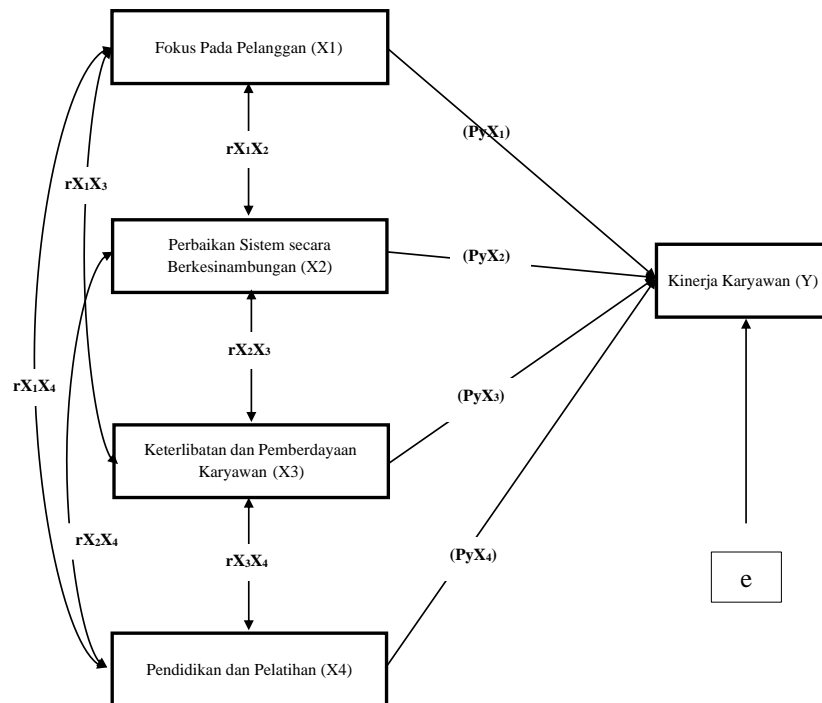 Fokus Pada Pelanggan (X1)
(PyX₁)
rX₁X₂
rX₁X₃
Perbaikan Sistem secara
Berkesinambungan (X2)
(PyX₂)
Kinerja Karyawan (Y)
rX₂X₃
rX₁X₄
(PyX₃)
Keterlibatan dan Pemberdayaan
Karyawan (X3)
rX₂X₄
rX₃X₄
(PyX₄)
e
Pendidikan dan Pelatihan (X4)